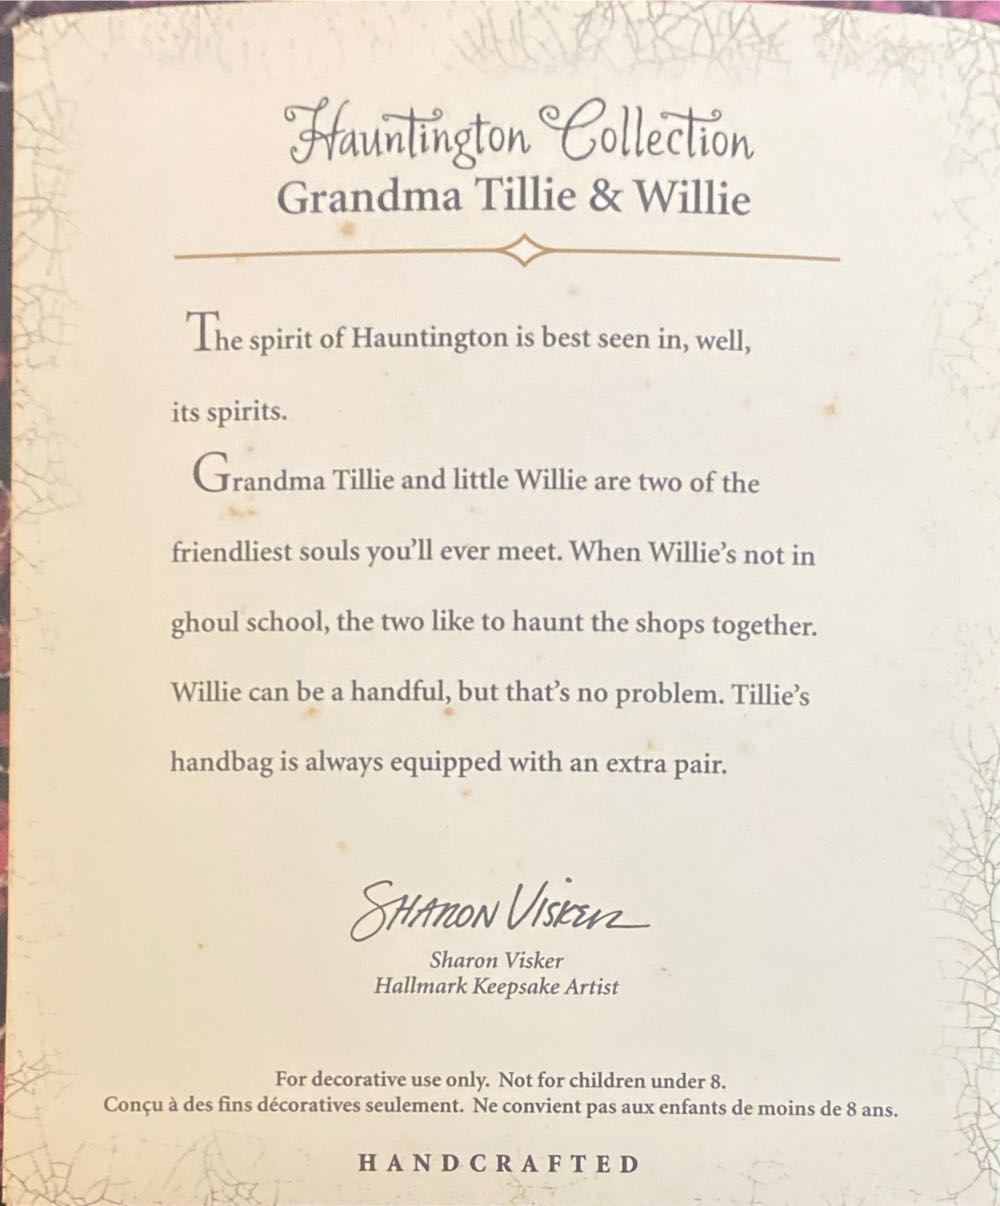 Hauntington Collection
Grandma Tillie & Willie
The spirit of Hauntington is best seen in, well,
its spirits.
Grandma Tillie and little Willie are two of the
friendliest souls you'll ever meet. When Willie's not in
ghoul school, the two like to haunt the shops together.
Willie can be a handful, but that's no problem. Tillie's
handbag is always equipped with an extra pair.
Sharon Visker
Sharon Visker
Hallmark Keepsake Artist
For decorative use only. Not for children under 8.
Conçu à des fins décoratives seulement. Ne convient pas aux enfants de moins de 8 ans.
HANDCRAFTED